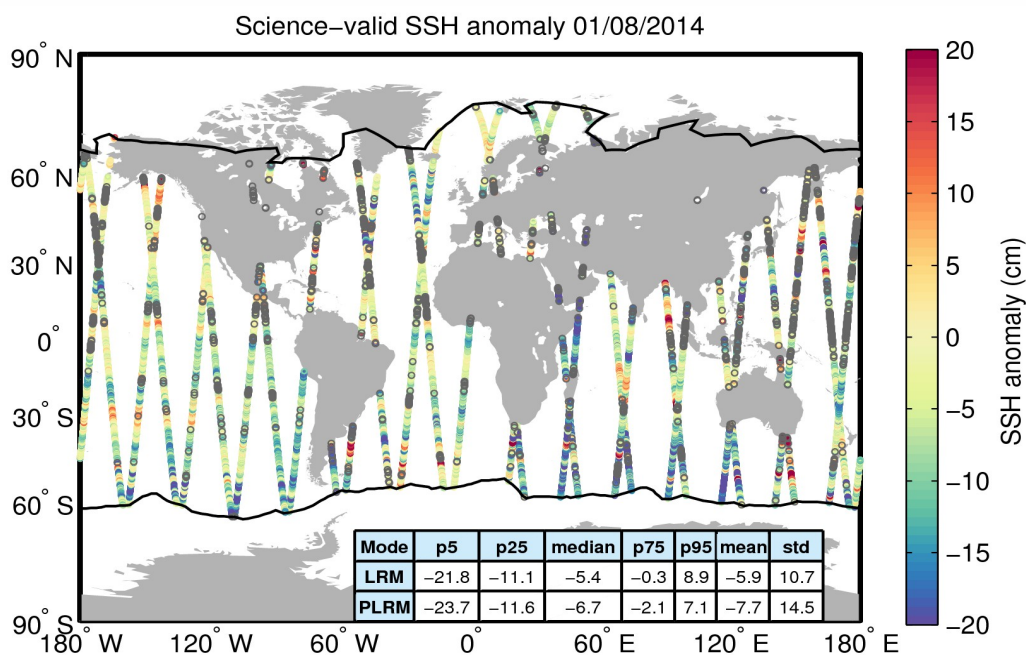 Science−valid SSH anomaly 01/08/2014
90° N
60° N
30° N
0°
30° S
60° S
90° S
180° W
120° W
60° W
0°
60° E
120° E
180° E
20
15
10
5
0
−5
−10
−15
−20
SSH anomaly (cm)
Mode p5 p25 median p75 p95 mean std
LRM −21.8 −11.1 −5.4 −0.3 8.9 −5.9 10.7
PLRM −23.7 −11.6 −6.7 −2.1 7.1 −7.7 14.5